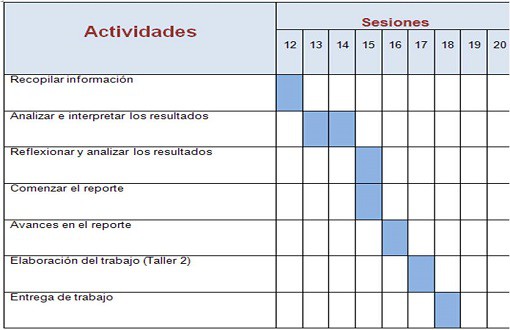 Actividades
Sesiones
12 13 14 15 16 17 18 19 20
Recopilar información
Analizar e interpretar los resultados
Reflexionar y analizar los resultados
Comenzar el reporte
Avances en el reporte
Elaboración del trabajo (Taller 2)
Entrega de trabajo